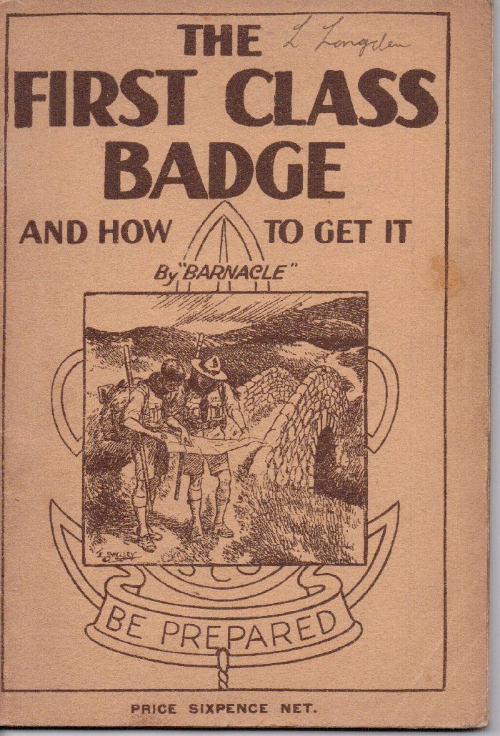 THE L Longden
FIRST CLASS
BADGE
AND HOW TO GET IT
By "BARNACLE"
BE PREPARED
PRICE SIXPENCE NET.